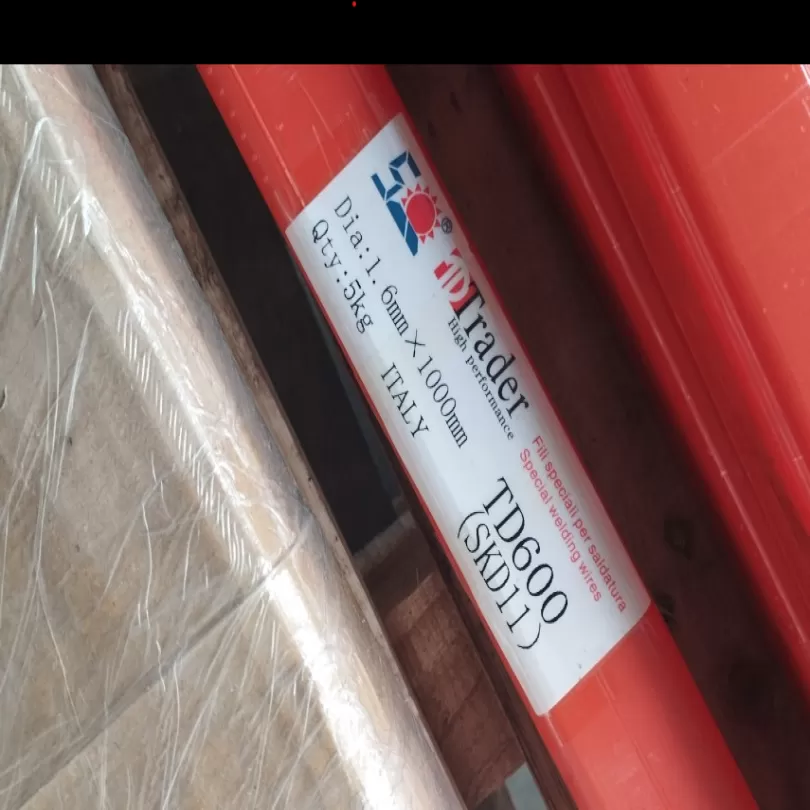 ®
TD Trader
High performance
Dia:1.6mm×1000mm
Qty:5kg ITALY
Fili speciali per saldatura
Special welding wires
TD600
(SKD11)